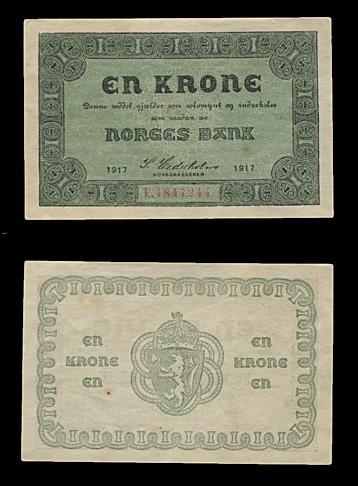 EN KRONE
Denne seddel gjælder som sølvmynt og indveksles
som saadan av
NORGES BANK
1917 1917
HOVEDKASSERER
EN EN
KRONE KRONE
EN EN